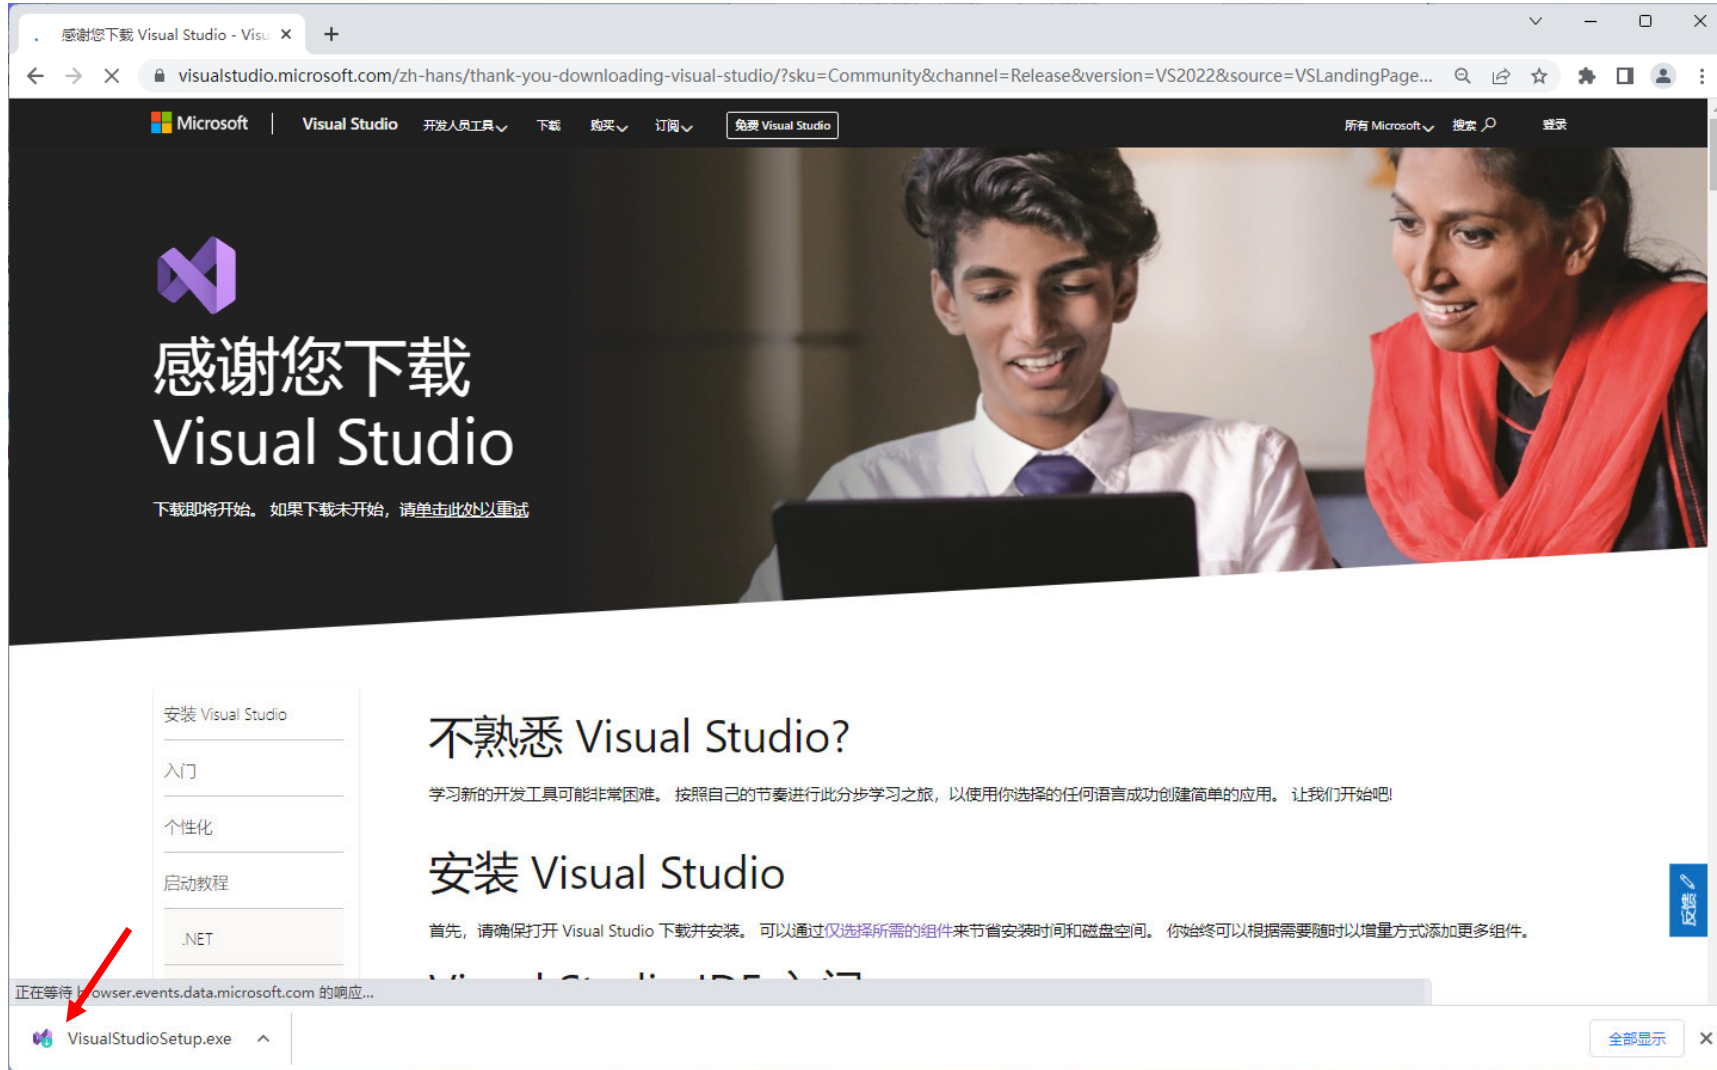 感谢您下载 Visual Studio - Visu
visualstudio.microsoft.com/zh-hans/thank-you-downloading-visual-studio/?sku=Community&channel=Release&version=VS2022&source=VSLandingPage...
Microsoft Visual Studio 开发人员工具 下载 购买 订阅 免费 Visual Studio 所有 Microsoft 搜索 登录
感谢您下载
Visual Studio
下载即将开始。 如果下载未开始，请单击此处以重试
安装 Visual Studio
入门
个性化
启动教程
.NET
不熟悉 Visual Studio?
学习新的开发工具可能非常困难。 按照自己的节奏进行此分步学习之旅，以使用你选择的任何语言成功创建简单的应用。 让我们开始吧!
安装 Visual Studio
首先，请确保打开 Visual Studio 下载并安装。 可以通过仅选择所需的组件来节省安装时间和磁盘空间。 你始终可以根据需要随时以增量方式添加更多组件。
Visual Studio IDE 入门
反馈
正在等待 browser.events.data.microsoft.com 的响应...
VisualStudioSetup.exe
全部显示